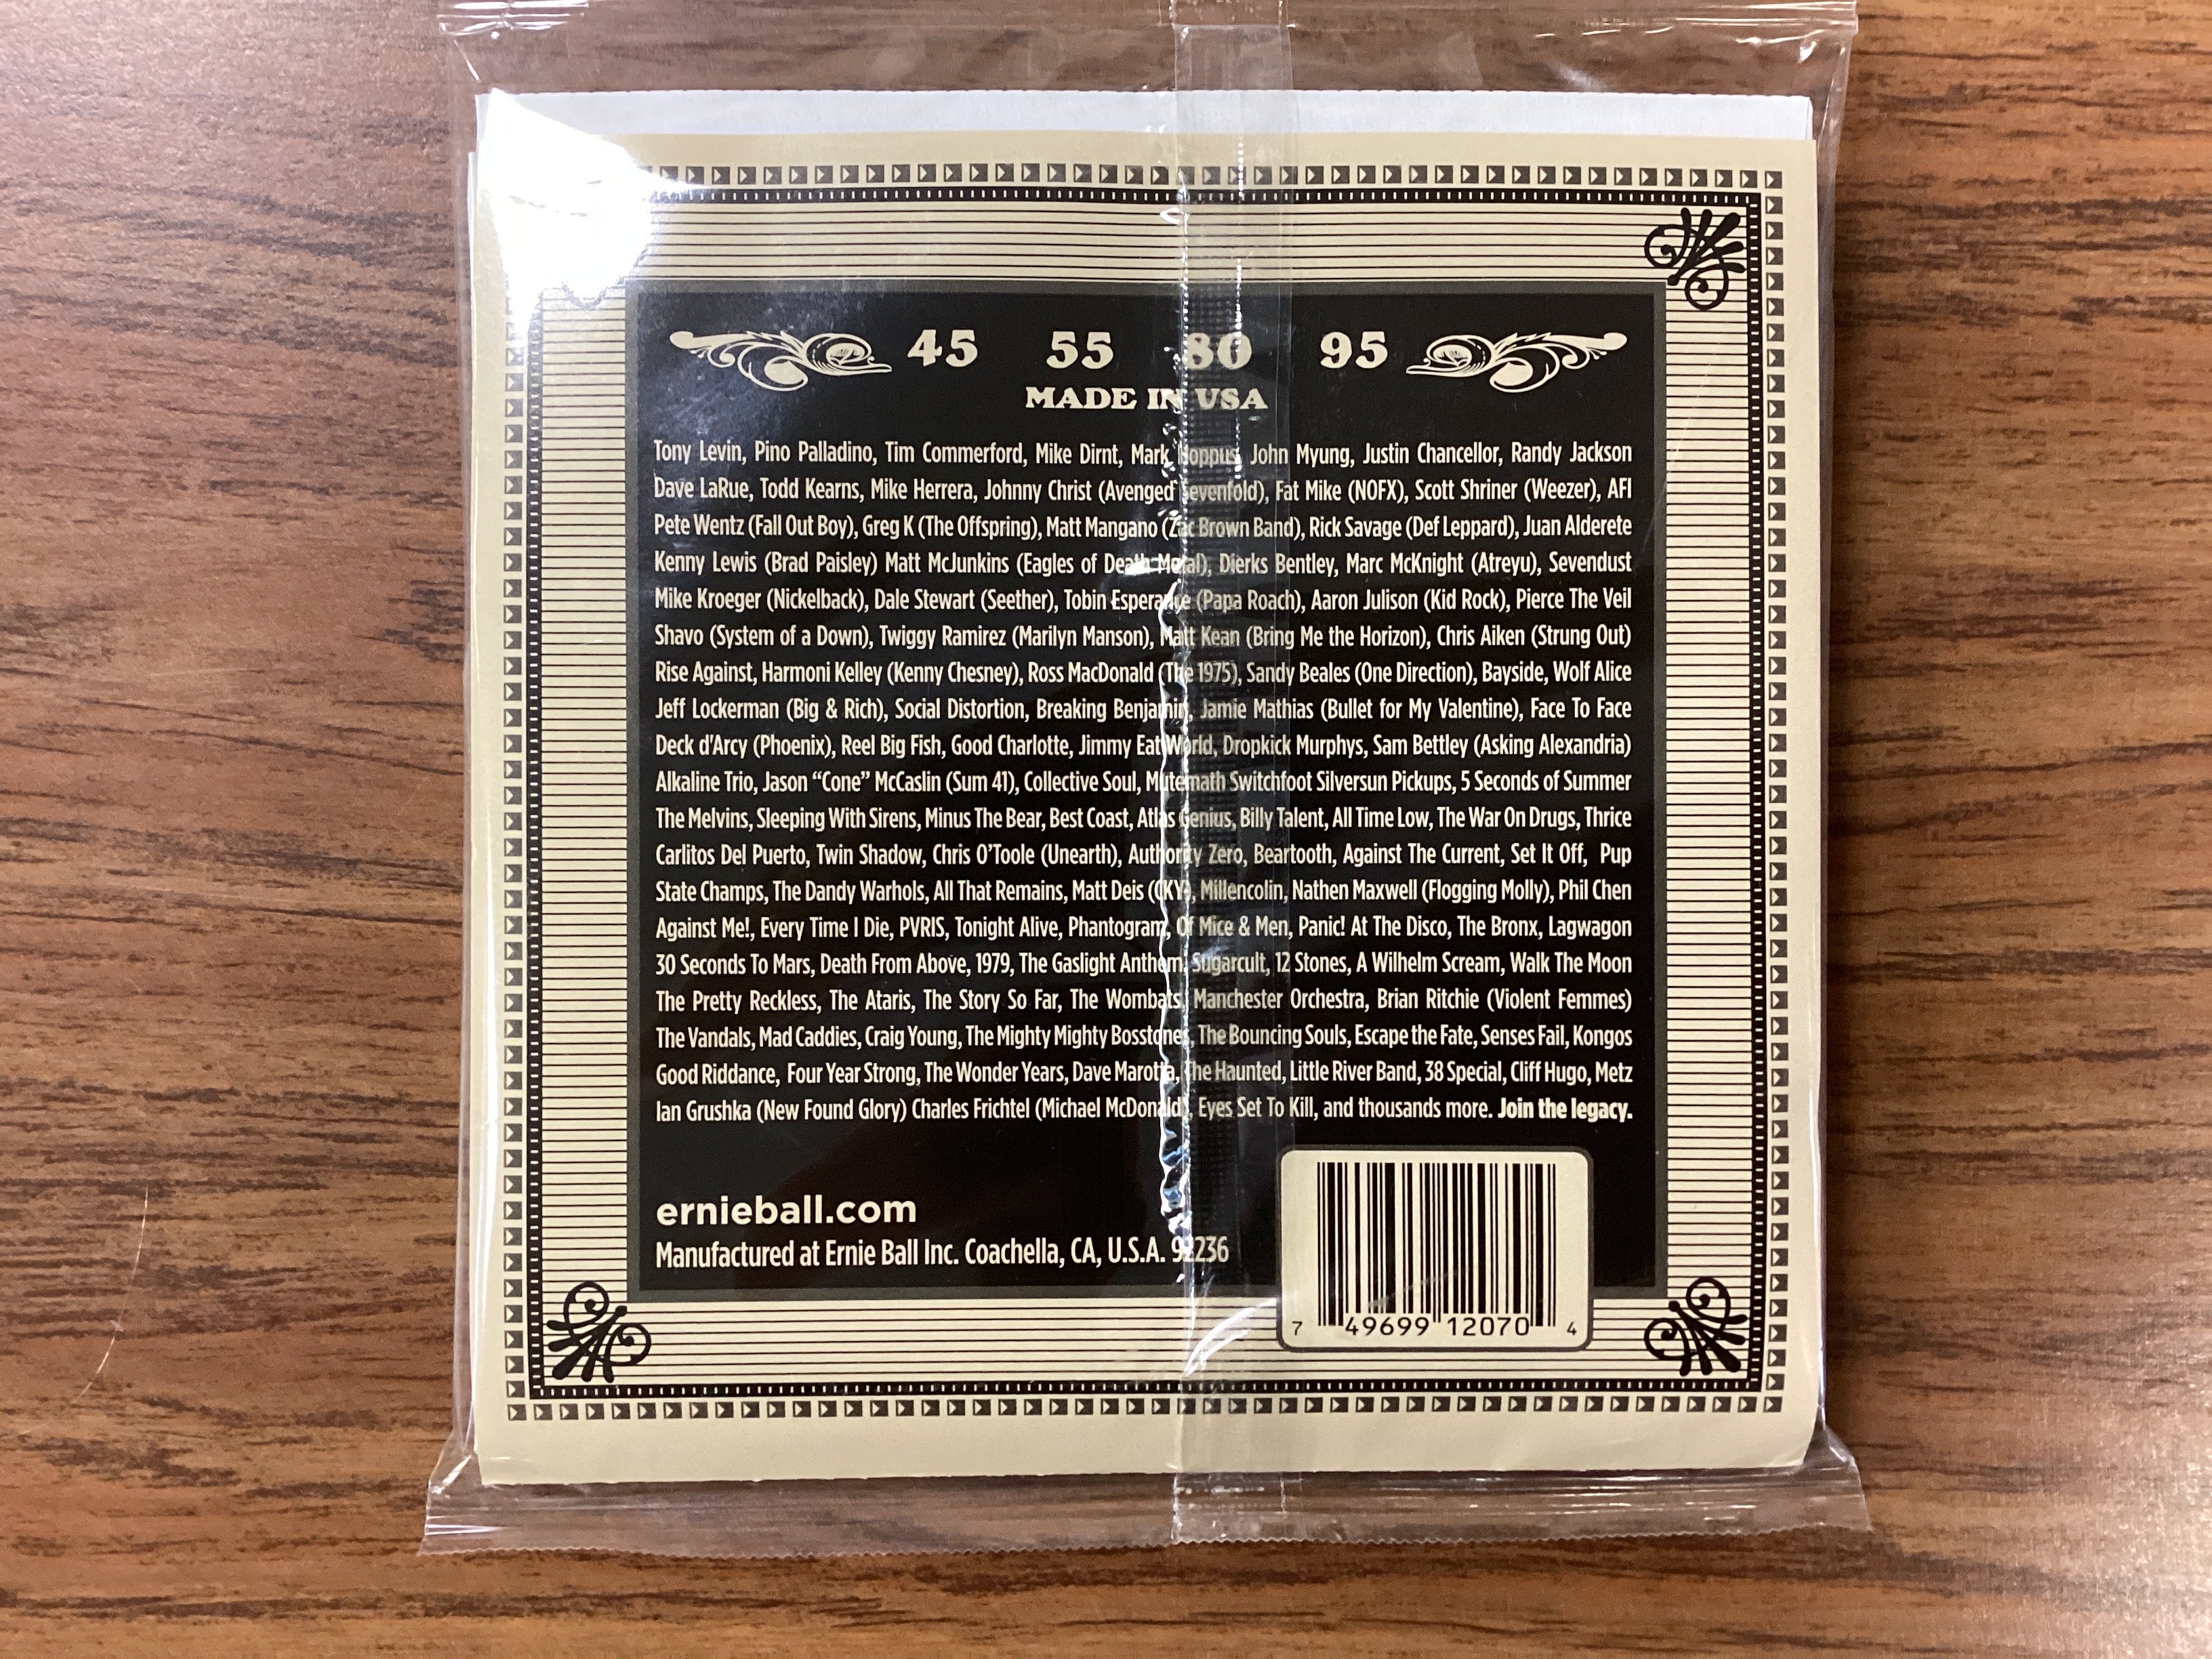 45 55 80 95
MADE IN USA
Tony Levin, Pino Palladino, Tim Commerford, Mike Dirnt, Mark Hoppus, John Myung, Justin Chancellor, Randy Jackson
Dave LaRue, Todd Kearns, Mike Herrera, Johnny Christ (Avenged Sevenfold), Fat Mike (NOFX), Scott Shriner (Weezer), AFI
Pete Wentz (Fall Out Boy), Greg K (The Offspring), Matt Mangano (Zac Brown Band), Rick Savage (Def Leppard), Juan Alderete
Kenny Lewis (Brad Paisley) Matt McJunkins (Eagles of Death Metal), Dierks Bentley, Marc McKnight (Atreyu), Sevendust
Mike Kroeger (Nickelback), Dale Stewart (Seether), Tobin Esperance (Papa Roach), Aaron Julison (Kid Rock), Pierce The Veil
Shavo (System of a Down), Twiggy Ramirez (Marilyn Manson), Matt Kean (Bring Me the Horizon), Chris Aiken (Strung Out)
Rise Against, Harmoni Kelley (Kenny Chesney), Ross MacDonald (The 1975), Sandy Beales (One Direction), Bayside, Wolf Alice
Jeff Lockerman (Big & Rich), Social Distortion, Breaking Benjamin, Jamie Mathias (Bullet for My Valentine), Face To Face
Deck d'Arcy (Phoenix), Reel Big Fish, Good Charlotte, Jimmy Eat World, Dropkick Murphys, Sam Bettley (Asking Alexandria)
Alkaline Trio, Jason “Cone” McCaslin (Sum 41), Collective Soul, Mutemath Switchfoot Silversun Pickups, 5 Seconds of Summer
The Melvins, Sleeping With Sirens, Minus The Bear, Best Coast, Atlas Genius, Billy Talent, All Time Low, The War On Drugs, Thrice
Carlitos Del Puerto, Twin Shadow, Chris O’Toole (Unearth), Authority Zero, Beartooth, Against The Current, Set It Off, Pup
State Champs, The Dandy Warhols, All That Remains, Matt Deis (CKY), Millencolin, Nathen Maxwell (Flogging Molly), Phil Chen
Against Me!, Every Time I Die, PVRIS, Tonight Alive, Phantogram, Of Mice & Men, Panic! At The Disco, The Bronx, Lagwagon
30 Seconds To Mars, Death From Above, 1979, The Gaslight Anthem, Sugarcult, 12 Stones, A Wilhelm Scream, Walk The Moon
The Pretty Reckless, The Ataris, The Story So Far, The Wombats, Manchester Orchestra, Brian Ritchie (Violent Femmes)
The Vandals, Mad Caddies, Craig Young, The Mighty Mighty Bosstones, The Bouncing Souls, Escape the Fate, Senses Fail, Kongos
Good Riddance, Four Year Strong, The Wonder Years, Dave Marotta, The Haunted, Little River Band, 38 Special, Cliff Hugo, Metz
Ian Grushka (New Found Glory) Charles Frichtel (Michael McDonald), Eyes Set To Kill, and thousands more. Join the legacy.
ernieball.com
Manufactured at Ernie Ball Inc. Coachella, CA, U.S.A. 92236
7 49699 12070 4